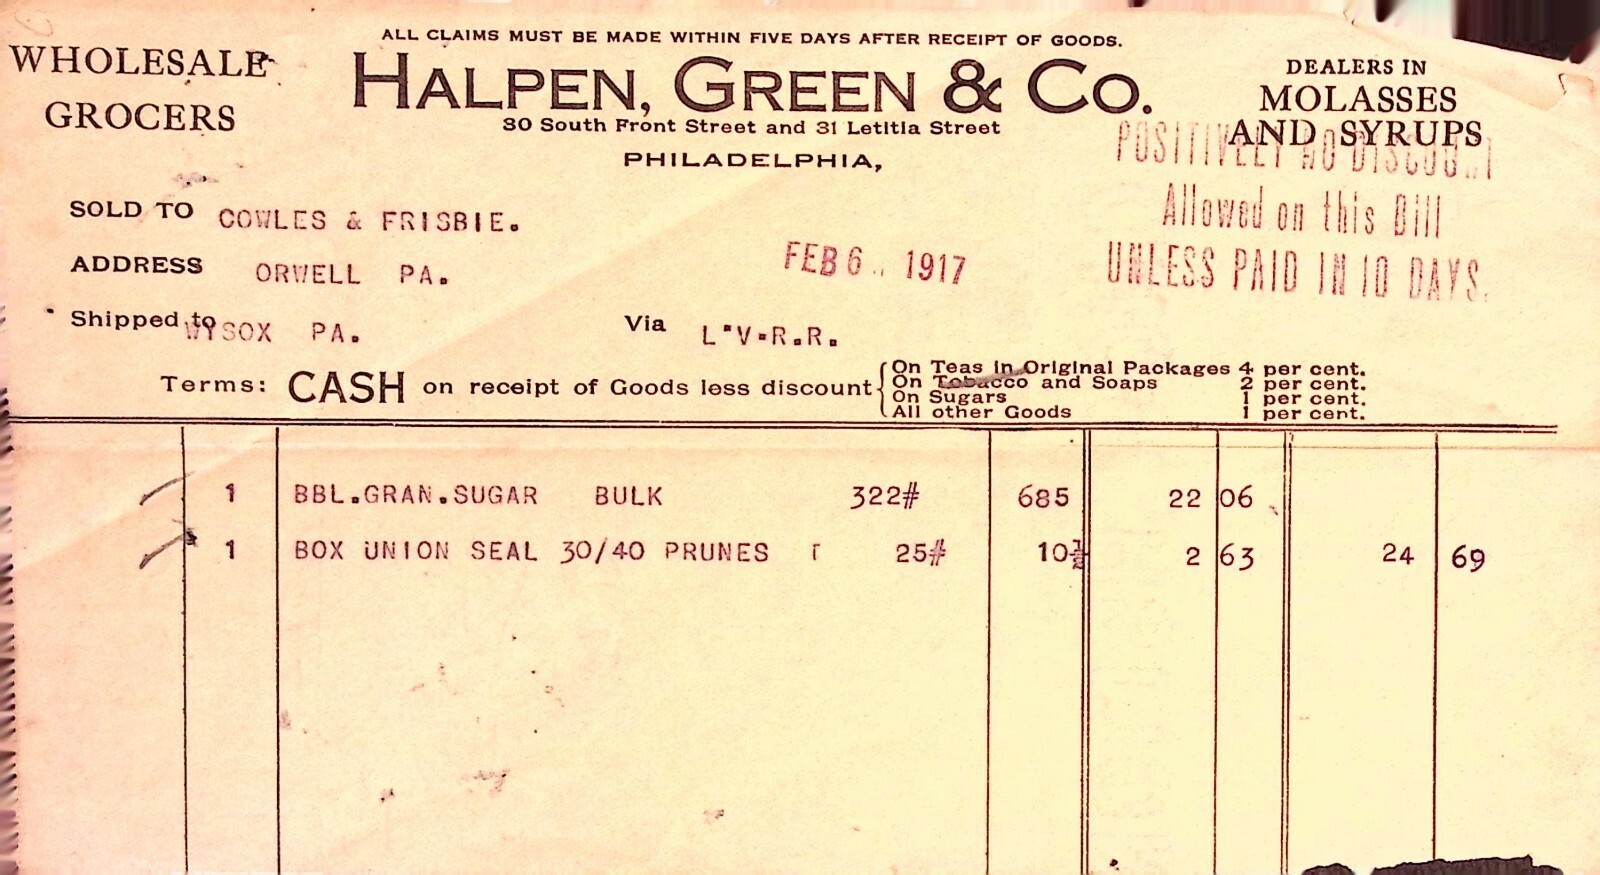 ALL CLAIMS MUST BE MADE WITHIN FIVE DAYS AFTER RECEIPT OF GOODS.
WHOLESALE
GROCERS
HALPEN, GREEN & CO.
30 South Front Street and 31 Letitia Street
PHILADELPHIA,
DEALERS IN
MOLASSES
AND SYRUPS
POSITIVELY NO DISCOUNT
Allowed on this Bill
UNLESS PAID IN 10 DAYS.
SOLD TO COWLES & FRISBIE.
ADDRESS ORWELL PA.
FEB 6 1917
Shipped to WYSOX PA. Via L.V.R.R.
Terms: CASH on receipt of Goods less discount
On Teas in Original Packages 4 per cent.
On Tobacco and Soaps 2 per cent.
On Sugars 1 per cent.
All other Goods 1 per cent.
1 BBL.GRAN.SUGAR BULK 322# 685 22 06
1 BOX UNION SEAL 30/40 PRUNES 25# 10½ 2 63 24 69